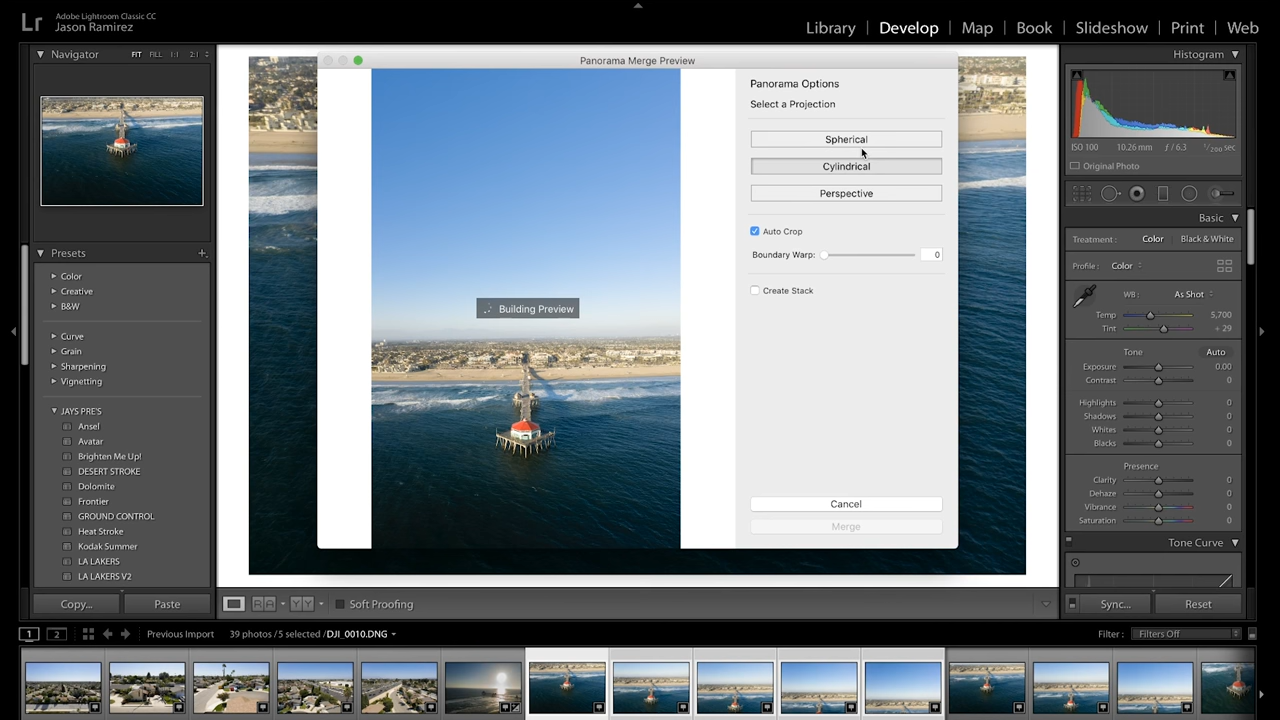 Lr
Adobe Lightroom Classic CC
Jason Ramirez
Library | Develop | Map | Book | Slideshow | Print | Web
Navigator FIT FILL 1:1 2:1
Presets +
Color
Creative
B&W
Curve
Grain
Sharpening
Vignetting
JAYS PRE'S
Ansel
Avatar
Brighten Me Up!
DESERT STROKE
Dolomite
Frontier
GROUND CONTROL
Heat Stroke
Kodak Summer
LA LAKERS
LA LAKERS V2
Copy... Paste
Panorama Merge Preview
Building Preview
Panorama Options
Select a Projection
Spherical
Cylindrical
Perspective
Auto Crop
Boundary Warp: 0
Create Stack
Cancel
Merge
Histogram
ISO 100 10.26 mm ƒ / 6.3 1/200 sec
Original Photo
Basic
Treatment: Color Black & White
Profile: Color
WB: As Shot
Temp 5,700
Tint + 29
Tone Auto
Exposure 0.00
Contrast 0
Highlights 0
Shadows 0
Whites 0
Blacks 0
Presence
Clarity 0
Dehaze 0
Vibrance 0
Saturation 0
Tone Curve
Sync... Reset
RA YY Soft Proofing
1 2 Previous Import 39 photos / 5 selected / DJI_0010.DNG Filter: Filters Off